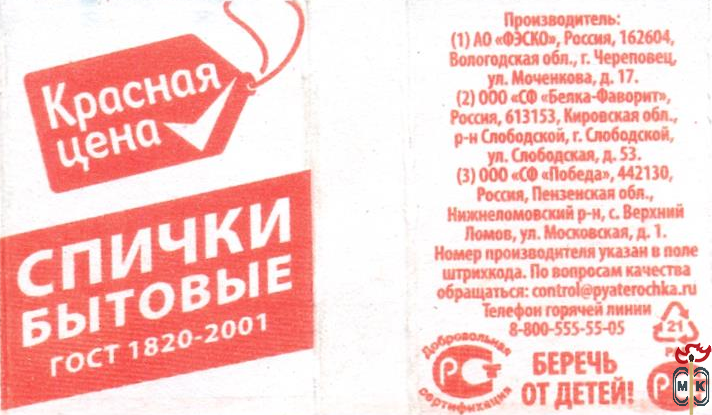 Красная
цена
СПИЧКИ
БЫТОВЫЕ
ГОСТ 1820-2001
Производитель:
(1) АО «ФЭСКО», Россия, 162604,
Вологодская обл., г. Череповец,
ул. Моченкова, д. 17.
(2) ООО «СФ «Белка-Фаворит»,
Россия, 613153, Кировская обл.,
р-н Слободской, г. Слободской,
ул. Слободская, д. 53.
(3) ООО «СФ «Победа», 442130,
Россия, Пензенская обл.,
Нижнеломовский р-н, с. Верхний
Ломов, ул. Московская, д. 1.
Номер производителя указан в поле
штрихкода. По вопросам качества
обращаться: control@pyaterochka.ru
Телефон горячей линии
8-800-555-55-05
21
Добровольная
РСТ
сертификация
БЕРЕЧЬ
ОТ ДЕТЕЙ!
М К